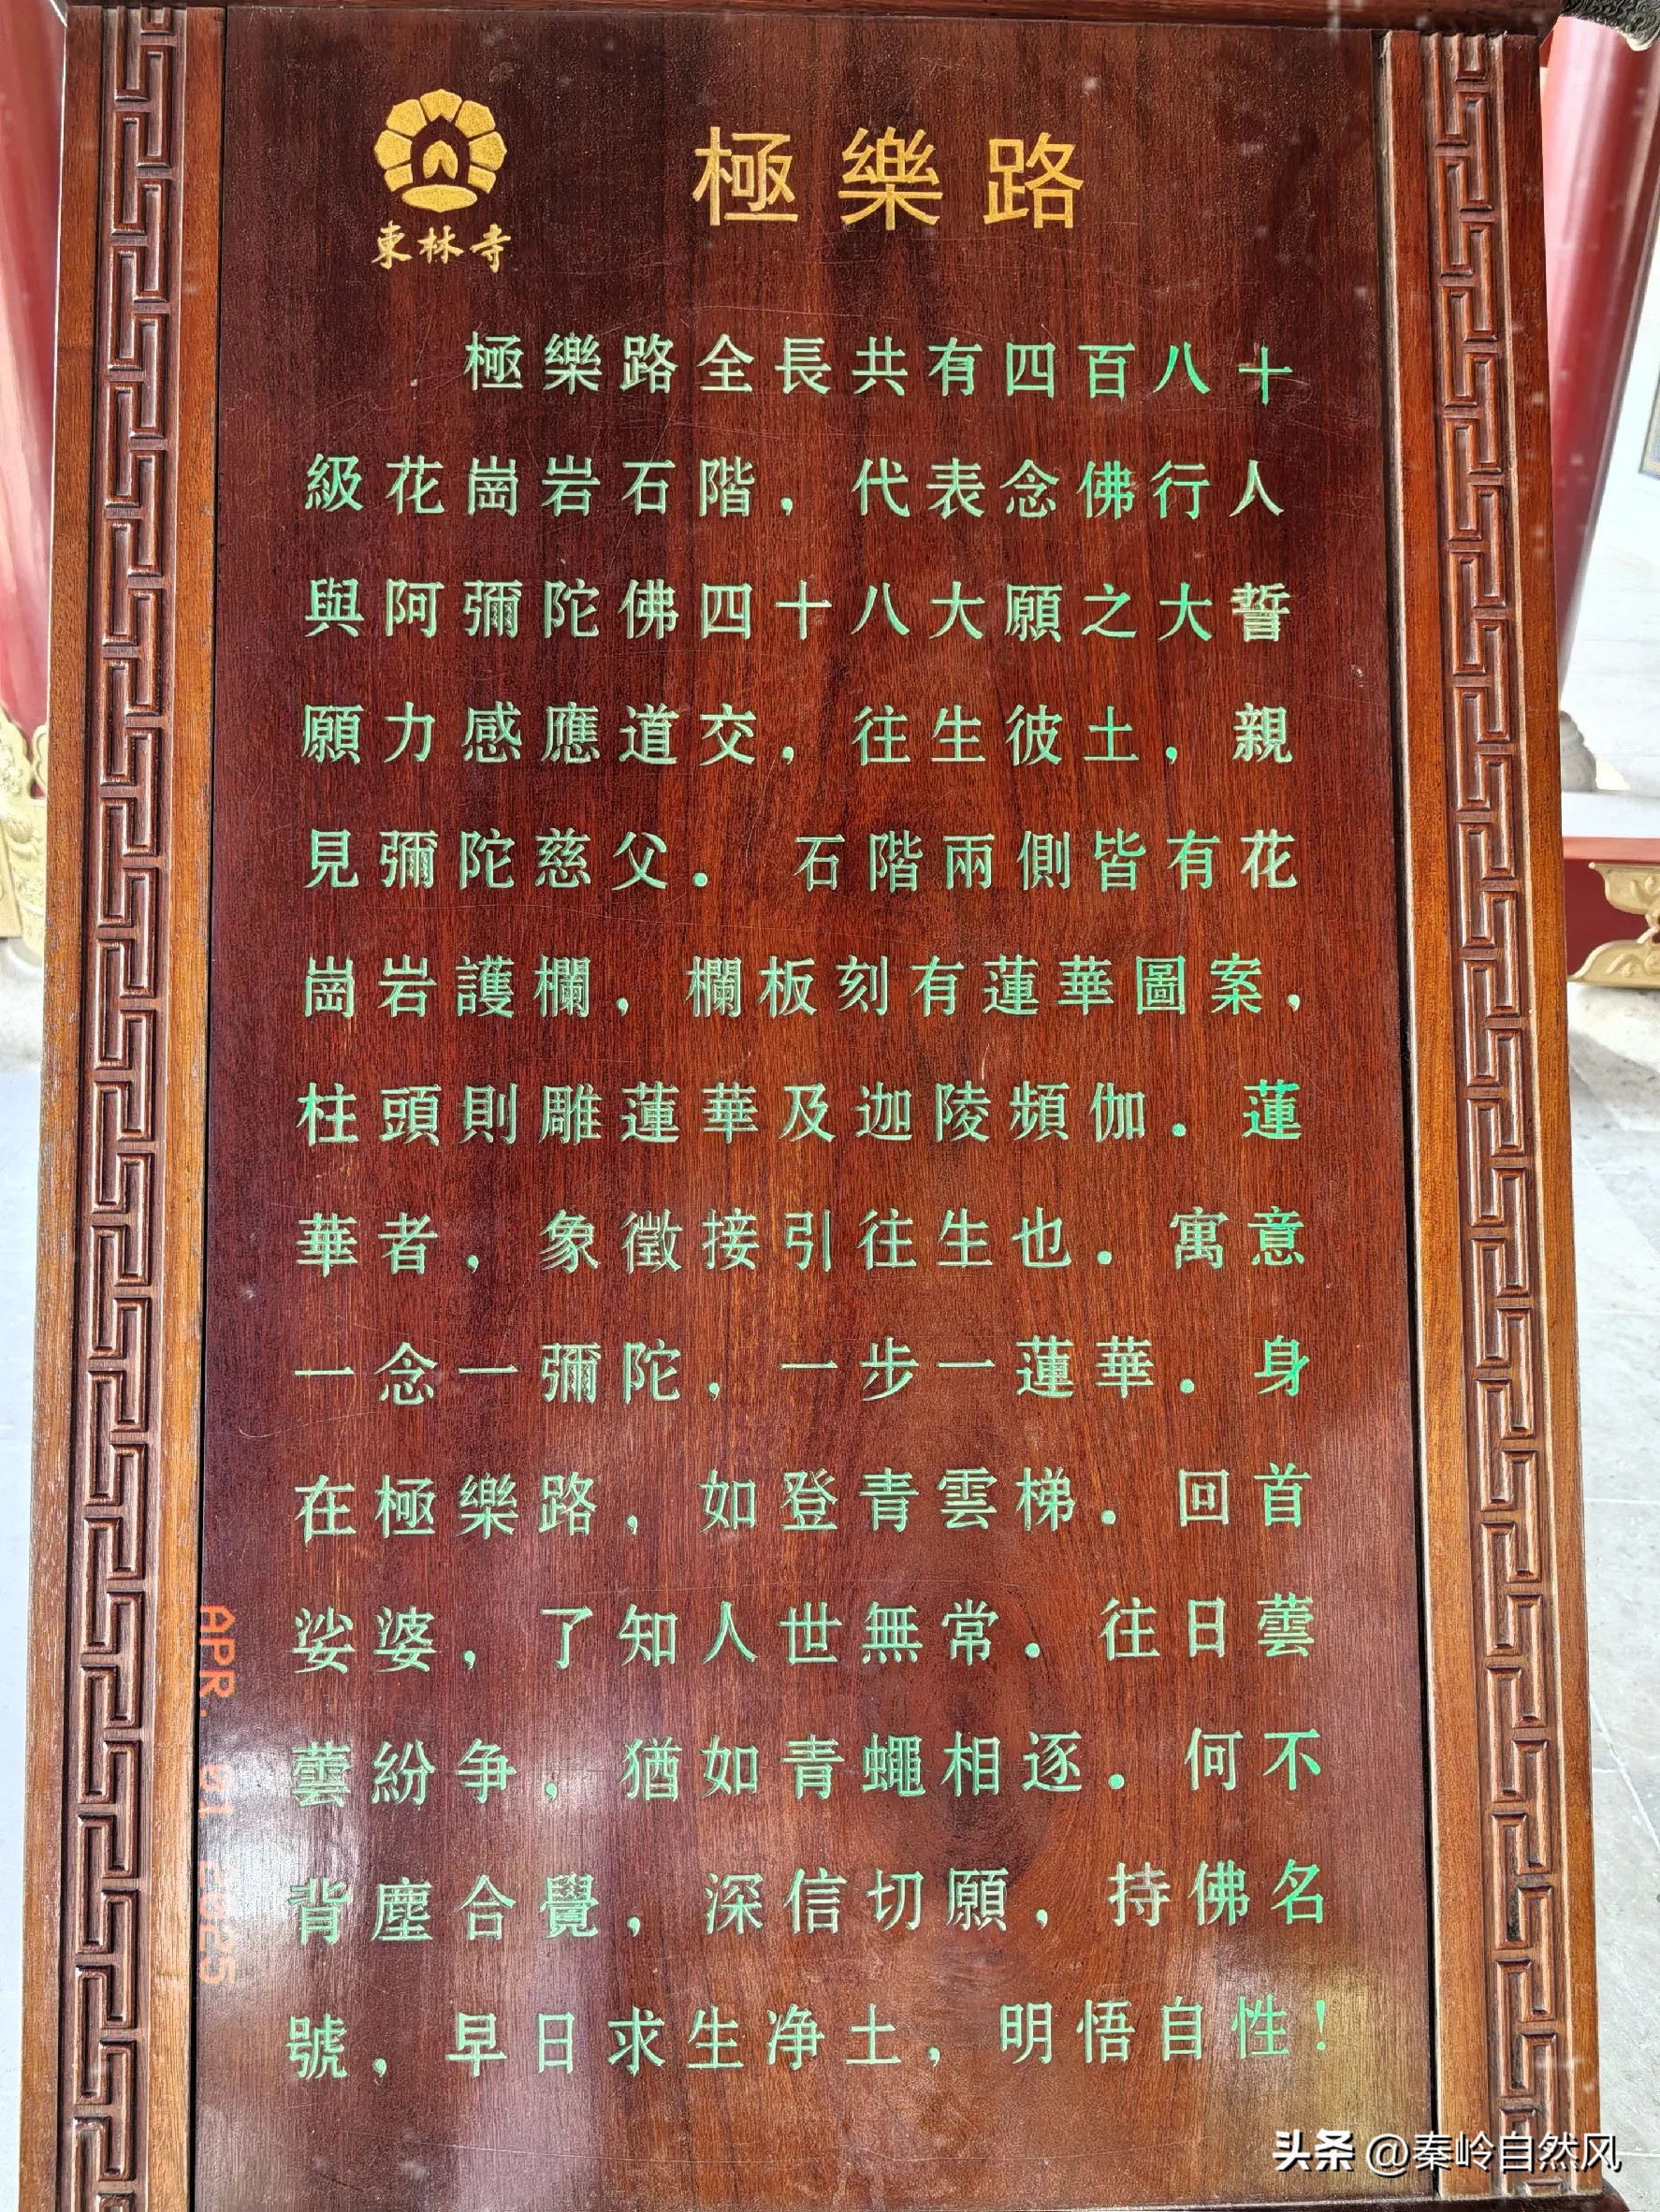 東林寺
極樂路
極樂路全長共有四百八十
級花崗岩石階，代表念佛行人
與阿彌陀佛四十八大願之大誓
願力感應道交，往生彼土，親
見彌陀慈父．石階兩側皆有花
崗岩護欄，欄板刻有蓮華圖案，
柱頭則雕蓮華及迦陵頻伽．蓮
華者，象徵接引往生也．寓意
一念一彌陀，一步一蓮華．身
在極樂路，如登青雲梯．回首
娑婆，了知人世無常．往日蕓
蕓紛争，猶如青蠅相逐．何不
背塵合覺，深信切願，持佛名
號，早日求生净土，明悟自性！
APR. 01 2025
头条 @秦岭自然风